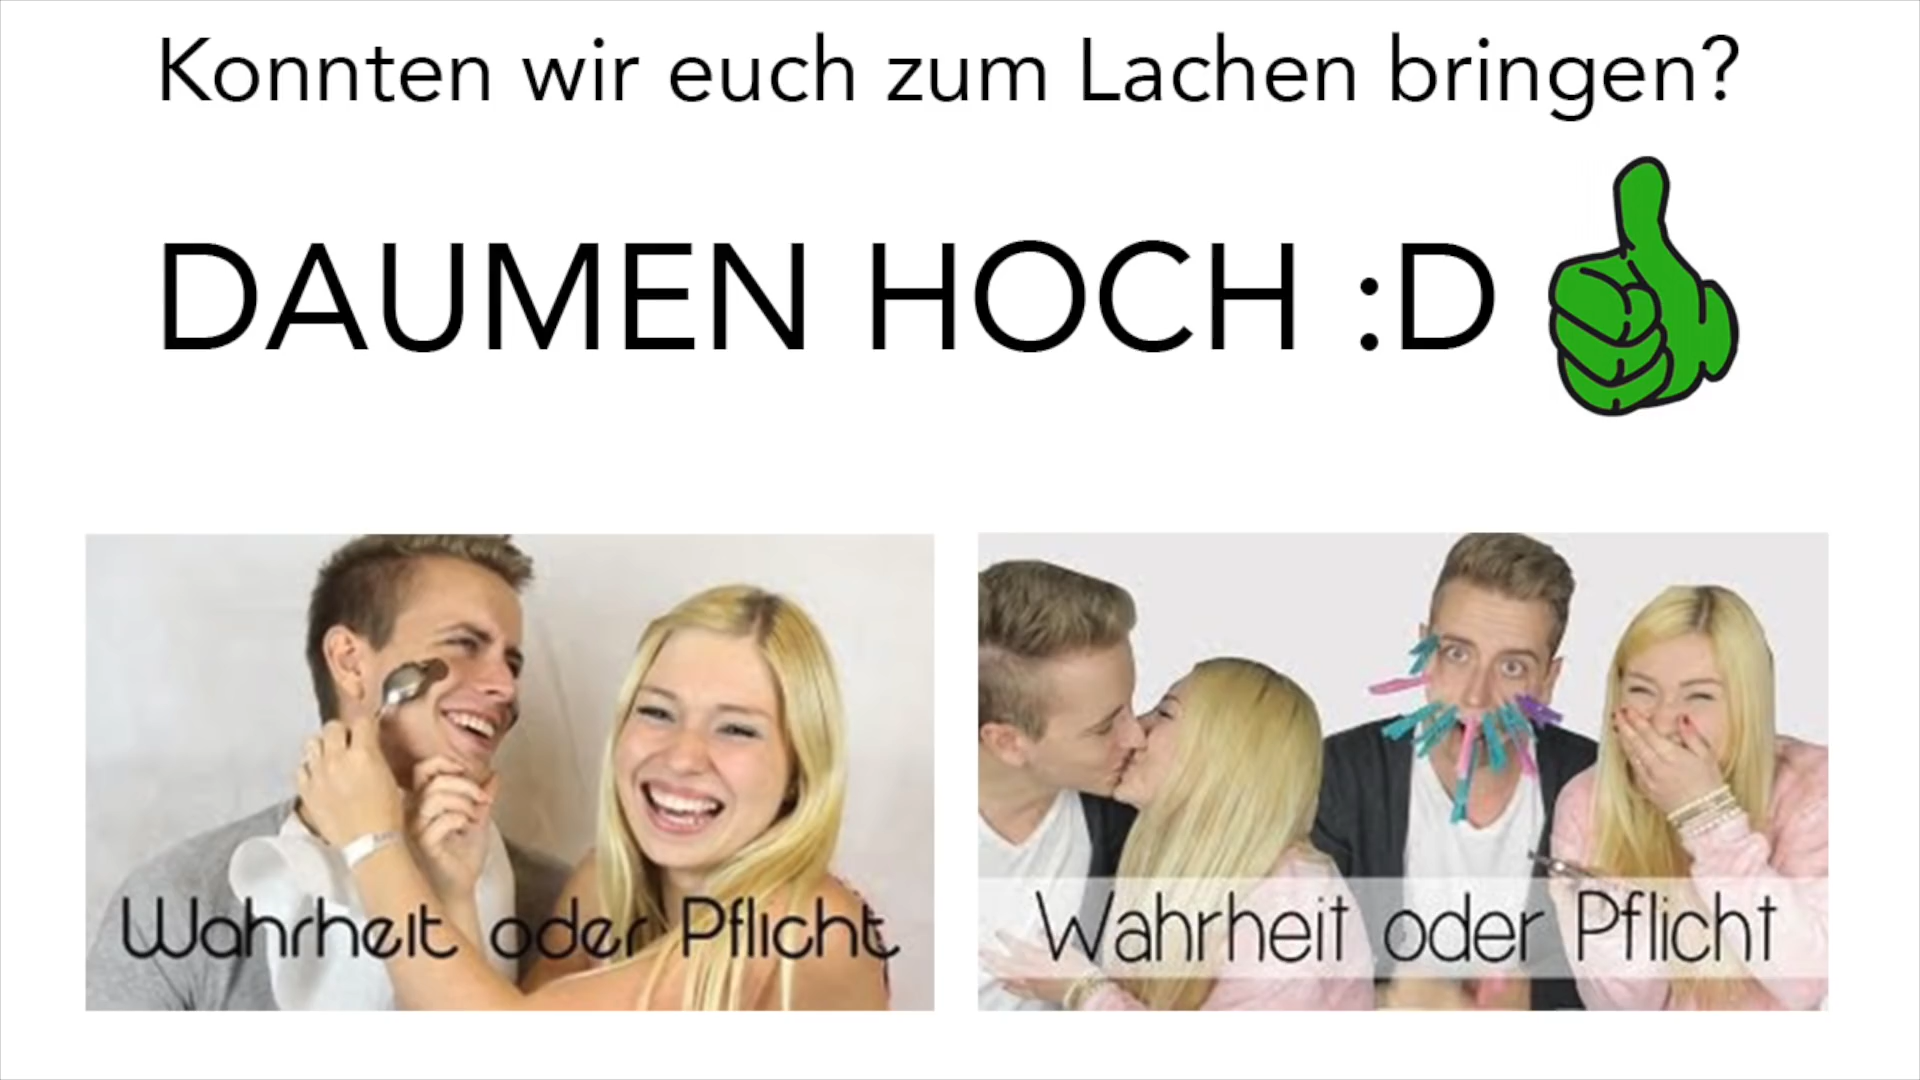 Konnten wir euch zum Lachen bringen?
DAUMEN HOCH :D
Wahrheit oder Pflicht
Wahrheit oder Pflicht